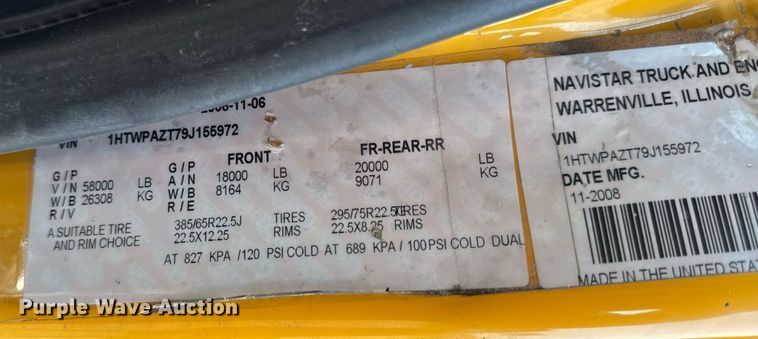 2008-11-06
VIN 1HTWPAZT79J155972
FRONT FR-REAR-RR
G/P G/P
V/N 58000 LB A/N 18000 LB 20000 LB
W/B 26308 KG W/B 8164 KG 9071 KG
R/V R/E
A SUITABLE TIRE 385/65R22.5J TIRES 295/75R22.5G TIRES
AND RIM CHOICE 22.5X12.25 RIMS 22.5X8.25 RIMS
AT 827 KPA /120 PSI COLD AT 689 KPA / 100 PSI COLD DUAL
NAVISTAR TRUCK AND EN
WARRENVILLE, ILLINOIS
VIN
1HTWPAZT79J155972
DATE MFG.
11-2008
MADE IN THE UNITED STAT
Purple Wave Auction